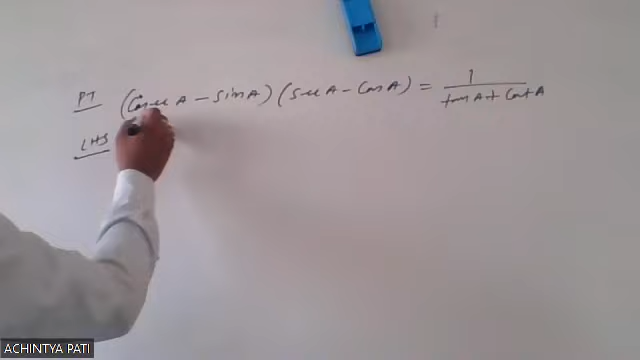 PT (Cosec A - Sin A) (Sec A - Cos A) = 1 / tan A + Cot A
LHS
ACHINTYA PATI